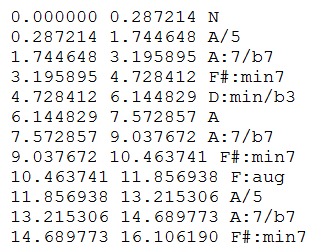 0.000000 0.287214 N
0.287214 1.744648 A/5
1.744648 3.195895 A:7/b7
3.195895 4.728412 F#:min7
4.728412 6.144829 D:min/b3
6.144829 7.572857 A
7.572857 9.037672 A:7/b7
9.037672 10.463741 F#:min7
10.463741 11.856938 F:aug
11.856938 13.215306 A/5
13.215306 14.689773 A:7/b7
14.689773 16.106190 F#:min7